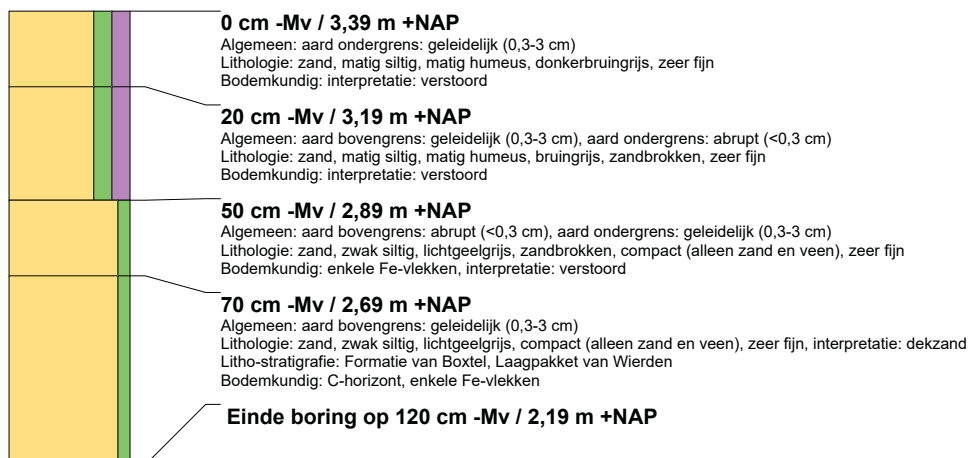 0 cm -Mv / 3,39 m +NAP
Algemeen: aard ondergrens: geleidelijk (0,3-3 cm)
Lithologie: zand, matig siltig, matig humeus, donkerbruingrijs, zeer fijn
Bodemkundig: interpretatie: verstoord
20 cm -Mv / 3,19 m +NAP
Algemeen: aard bovengrens: geleidelijk (0,3-3 cm), aard ondergrens: abrupt (<0,3 cm)
Lithologie: zand, matig siltig, matig humeus, bruingrijs, zandbrokken, zeer fijn
Bodemkundig: interpretatie: verstoord
50 cm -Mv / 2,89 m +NAP
Algemeen: aard bovengrens: abrupt (<0,3 cm), aard ondergrens: geleidelijk (0,3-3 cm)
Lithologie: zand, zwak siltig, lichtgeelgrijs, zandbrokken, compact (alleen zand en veen), zeer fijn
Bodemkundig: enkele Fe-vlekken, interpretatie: verstoord
70 cm -Mv / 2,69 m +NAP
Algemeen: aard bovengrens: geleidelijk (0,3-3 cm)
Lithologie: zand, zwak siltig, lichtgeelgrijs, compact (alleen zand en veen), zeer fijn, interpretatie: dekzand
Litho-stratigrafie: Formatie van Boxtel, Laagpakket van Wierden
Bodemkundig: C-horizont, enkele Fe-vlekken
Einde boring op 120 cm -Mv / 2,19 m +NAP